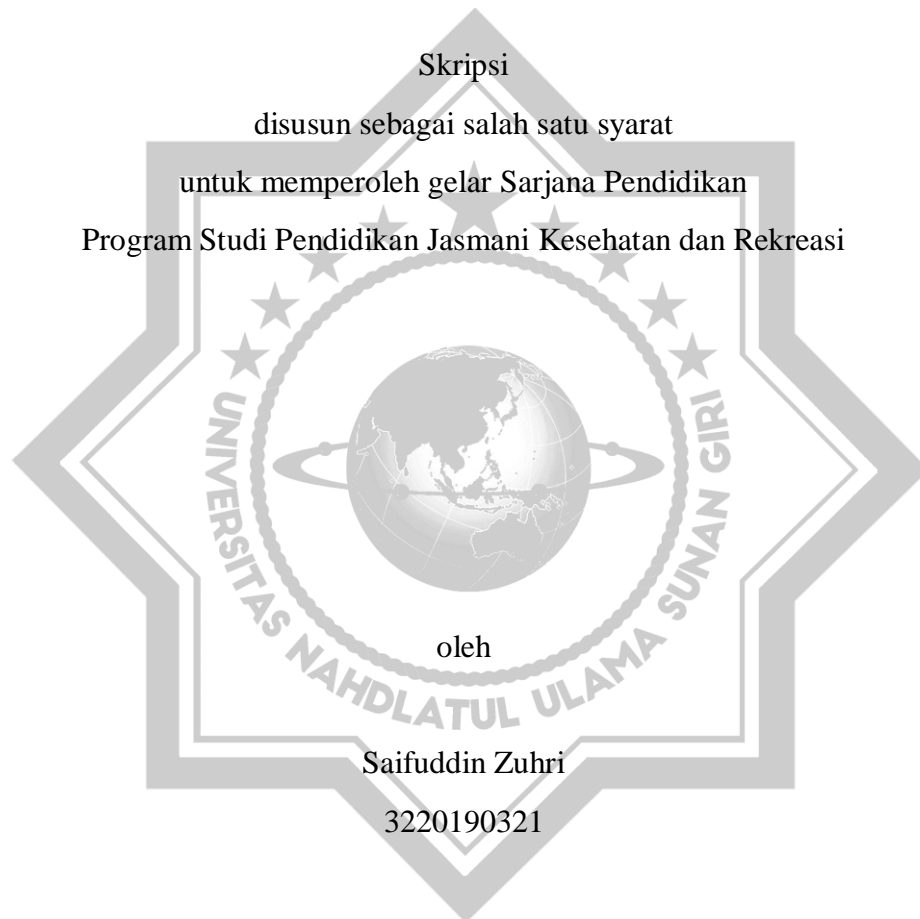 Skripsi
disusun sebagai salah satu syarat
untuk memperoleh gelar Sarjana Pendidikan
Program Studi Pendidikan Jasmani Kesehatan dan Rekreasi
UNIVERSITAS NAHDLATUL ULAMA SUNAN GIRI
oleh
Saifuddin Zuhri
3220190321